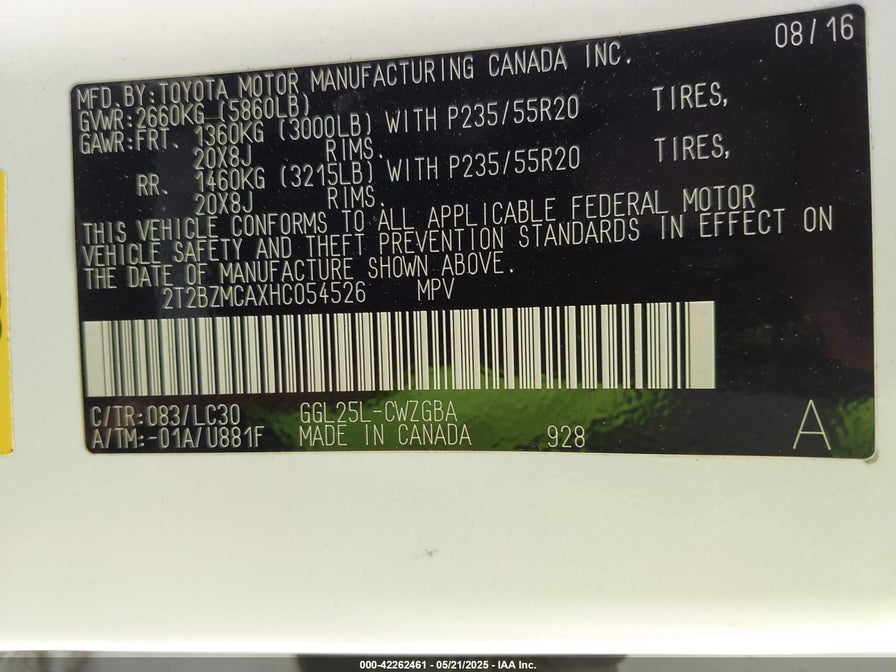 08/16
MFD.BY:TOYOTA MOTOR MANUFACTURING CANADA INC.
GVWR:2660KG (5860LB)
GAWR:FRT. 1360KG (3000LB) WITH P235/55R20 TIRES,
20X8J RIMS.
RR. 1460KG (3215LB) WITH P235/55R20 TIRES,
20X8J RIMS.
THIS VEHICLE CONFORMS TO ALL APPLICABLE FEDERAL MOTOR
VEHICLE SAFETY AND THEFT PREVENTION STANDARDS IN EFFECT ON
THE DATE OF MANUFACTURE SHOWN ABOVE.
2T2BZMCAXHC054526 MPV
C/TR:083/LC30 GGL25L-CWZGBA
A/TM:-01A/U881F MADE IN CANADA 928 A
000-42262461 - 05/21/2025 - IAA Inc.